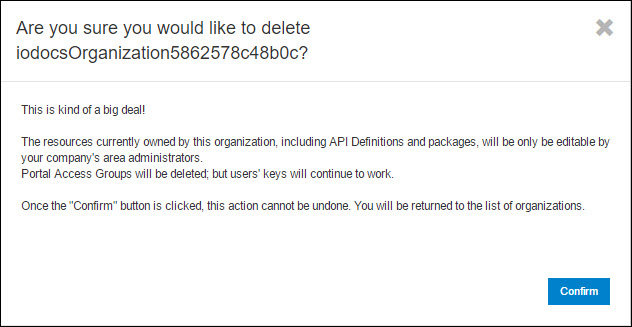 Are you sure you would like to delete
iodocsOrganization5862578c48b0c?
This is kind of a big deal!
The resources currently owned by this organization, including API Definitions and packages, will be only be editable by
your company's area administrators.
Portal Access Groups will be deleted; but users' keys will continue to work.
Once the "Confirm" button is clicked, this action cannot be undone. You will be returned to the list of organizations.
Confirm